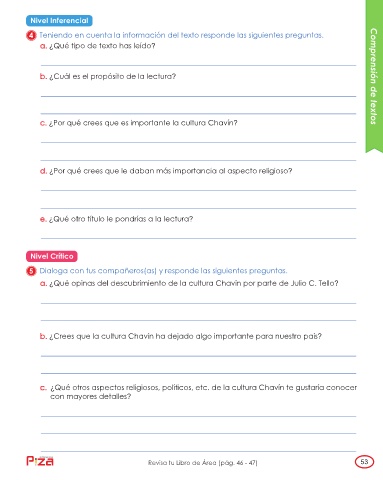 Nivel Inferencial
4 Teniendo en cuenta la información del texto responde las siguientes preguntas.
a. ¿Qué tipo de texto has leído?
b. ¿Cuál es el propósito de la lectura?
c. ¿Por qué crees que es importante la cultura Chavín?
d. ¿Por qué crees que le daban más importancia al aspecto religioso?
e. ¿Qué otro título le pondrías a la lectura?
Comprensión de textos
Nivel Crítico
5 Dialoga con tus compañeros(as) y responde las siguientes preguntas.
a. ¿Qué opinas del descubrimiento de la cultura Chavín por parte de Julio C. Tello?
b. ¿Crees que la cultura Chavín ha dejado algo importante para nuestro país?
c. ¿Qué otros aspectos religiosos, políticos, etc. de la cultura Chavín te gustaría conocer
con mayores detalles?
Revisa tu Libro de Área (pág. 46 - 47)
53